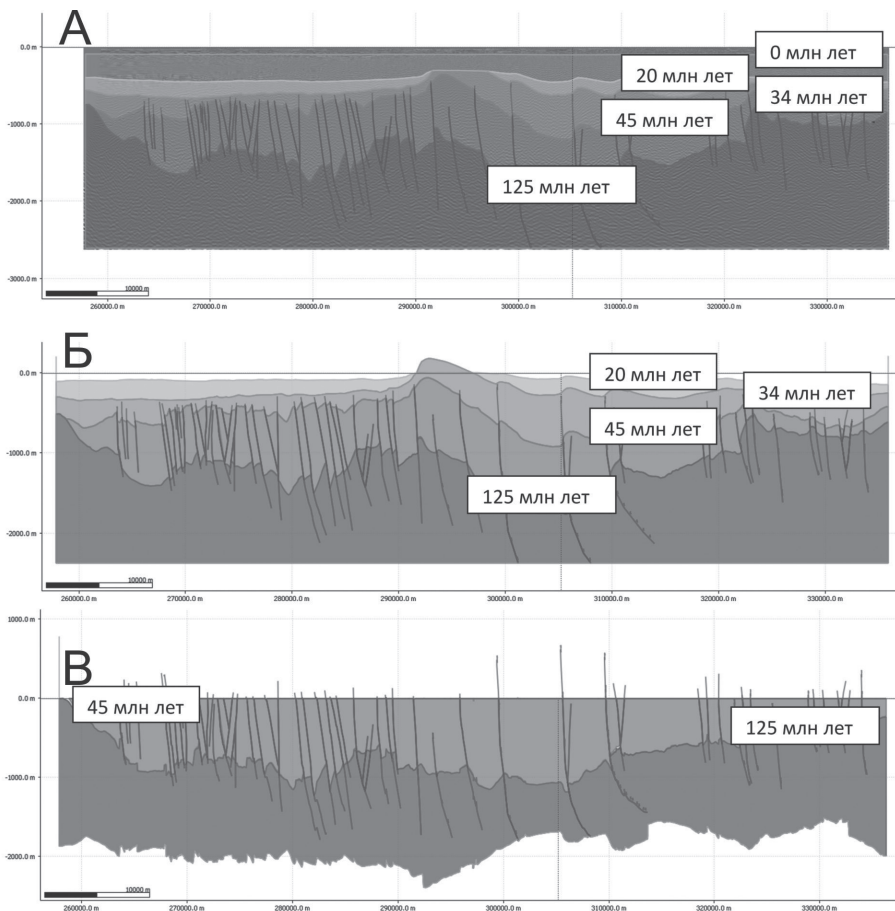 А
0.0 m
-1000.0 m
-2000.0 m
-3000.0 m
0 млн лет
20 млн лет
34 млн лет
45 млн лет
125 млн лет
10000 m
260000.0 m 270000.0 m 280000.0 m 290000.0 m 300000.0 m 310000.0 m 320000.0 m 330000.0 m
Б
0.0 m
-1000.0 m
-2000.0 m
20 млн лет
34 млн лет
45 млн лет
125 млн лет
10000 m
260000.0 m 270000.0 m 280000.0 m 290000.0 m 300000.0 m 310000.0 m 320000.0 m 330000.0 m
1000.0 m
В
0.0 m
-1000.0 m
-2000.0 m
45 млн лет
125 млн лет
10000 m
260000.0 m 270000.0 m 280000.0 m 290000.0 m 300000.0 m 310000.0 m 320000.0 m 330000.0 m